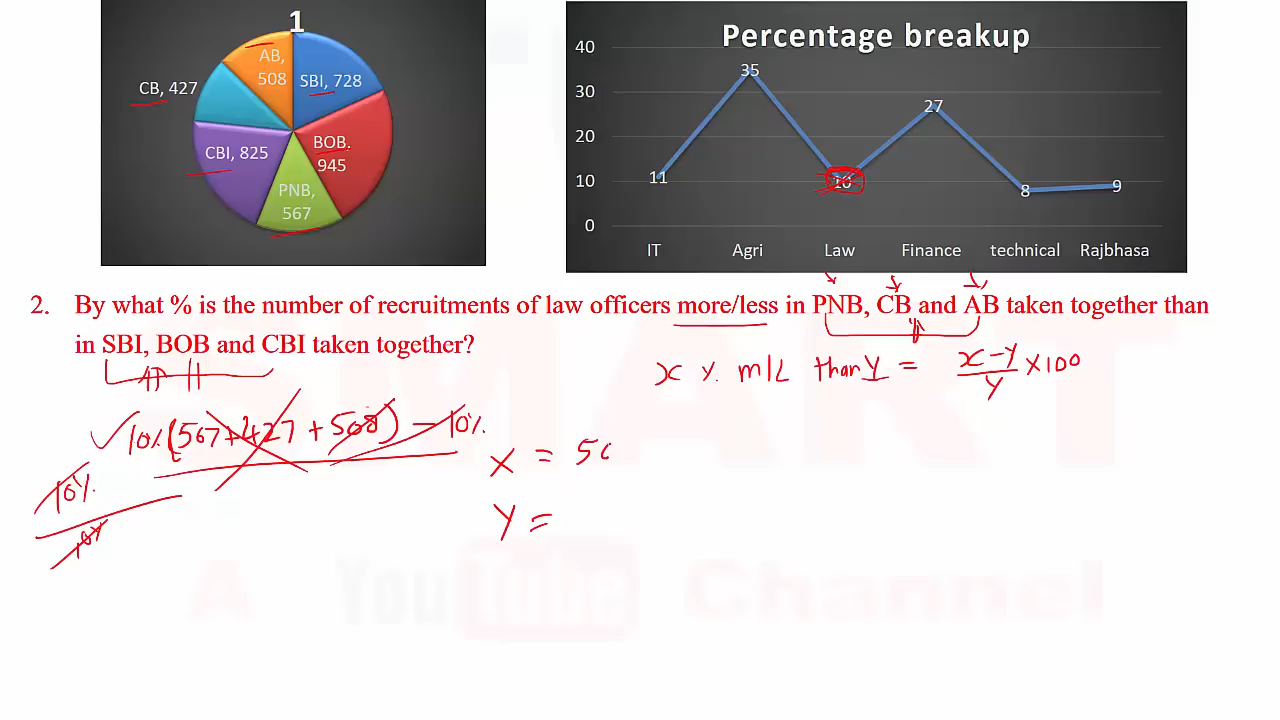 1
AB,
508
SBI, 728
CB, 427
BOB.
945
CBI, 825
PNB,
567
Percentage breakup
40
30
20
10
0
35
27
11
10
8
9
IT Agri Law Finance technical Rajbhasa
2. By what % is the number of recruitments of law officers more/less in PNB, CB and AB taken together than
in SBI, BOB and CBI taken together?
x % m/L than Y = x-y/y ×100
10% (567+427+508) - 10%
10%
10%
X = 50
Y =
SMART
A YouTube Channel